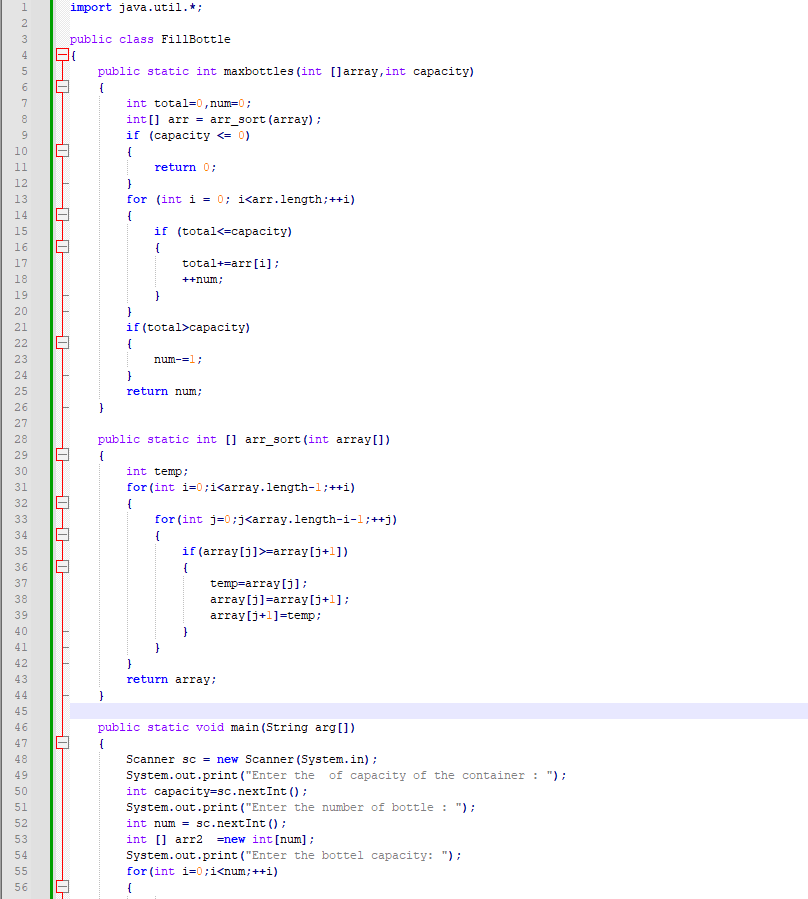 1 import java.util.*;
2
3 public class FillBottle
4 {
5 public static int maxbottles(int []array,int capacity)
6 {
7 int total=0,num=0;
8 int[] arr = arr_sort(array);
9 if (capacity <= 0)
10 {
11 return 0;
12 }
13 for (int i = 0; i<arr.length;++i)
14 {
15 if (total<=capacity)
16 {
17 total+=arr[i];
18 ++num;
19 }
20 }
21 if(total>capacity)
22 {
23 num-=1;
24 }
25 return num;
26 }
27
28 public static int [] arr_sort(int array[])
29 {
30 int temp;
31 for(int i=0;i<array.length-1;++i)
32 {
33 for(int j=0;j<array.length-i-1;++j)
34 {
35 if(array[j]>=array[j+1])
36 {
37 temp=array[j];
38 array[j]=array[j+1];
39 array[j+1]=temp;
40 }
41 }
42 }
43 return array;
44 }
45
46 public static void main(String arg[])
47 {
48 Scanner sc = new Scanner(System.in);
49 System.out.print("Enter the  of capacity of the container : ");
50 int capacity=sc.nextInt();
51 System.out.print("Enter the number of bottle : ");
52 int num = sc.nextInt();
53 int [] arr2  =new int[num];
54 System.out.print("Enter the bottel capacity: ");
55 for(int i=0;i<num;++i)
56 {